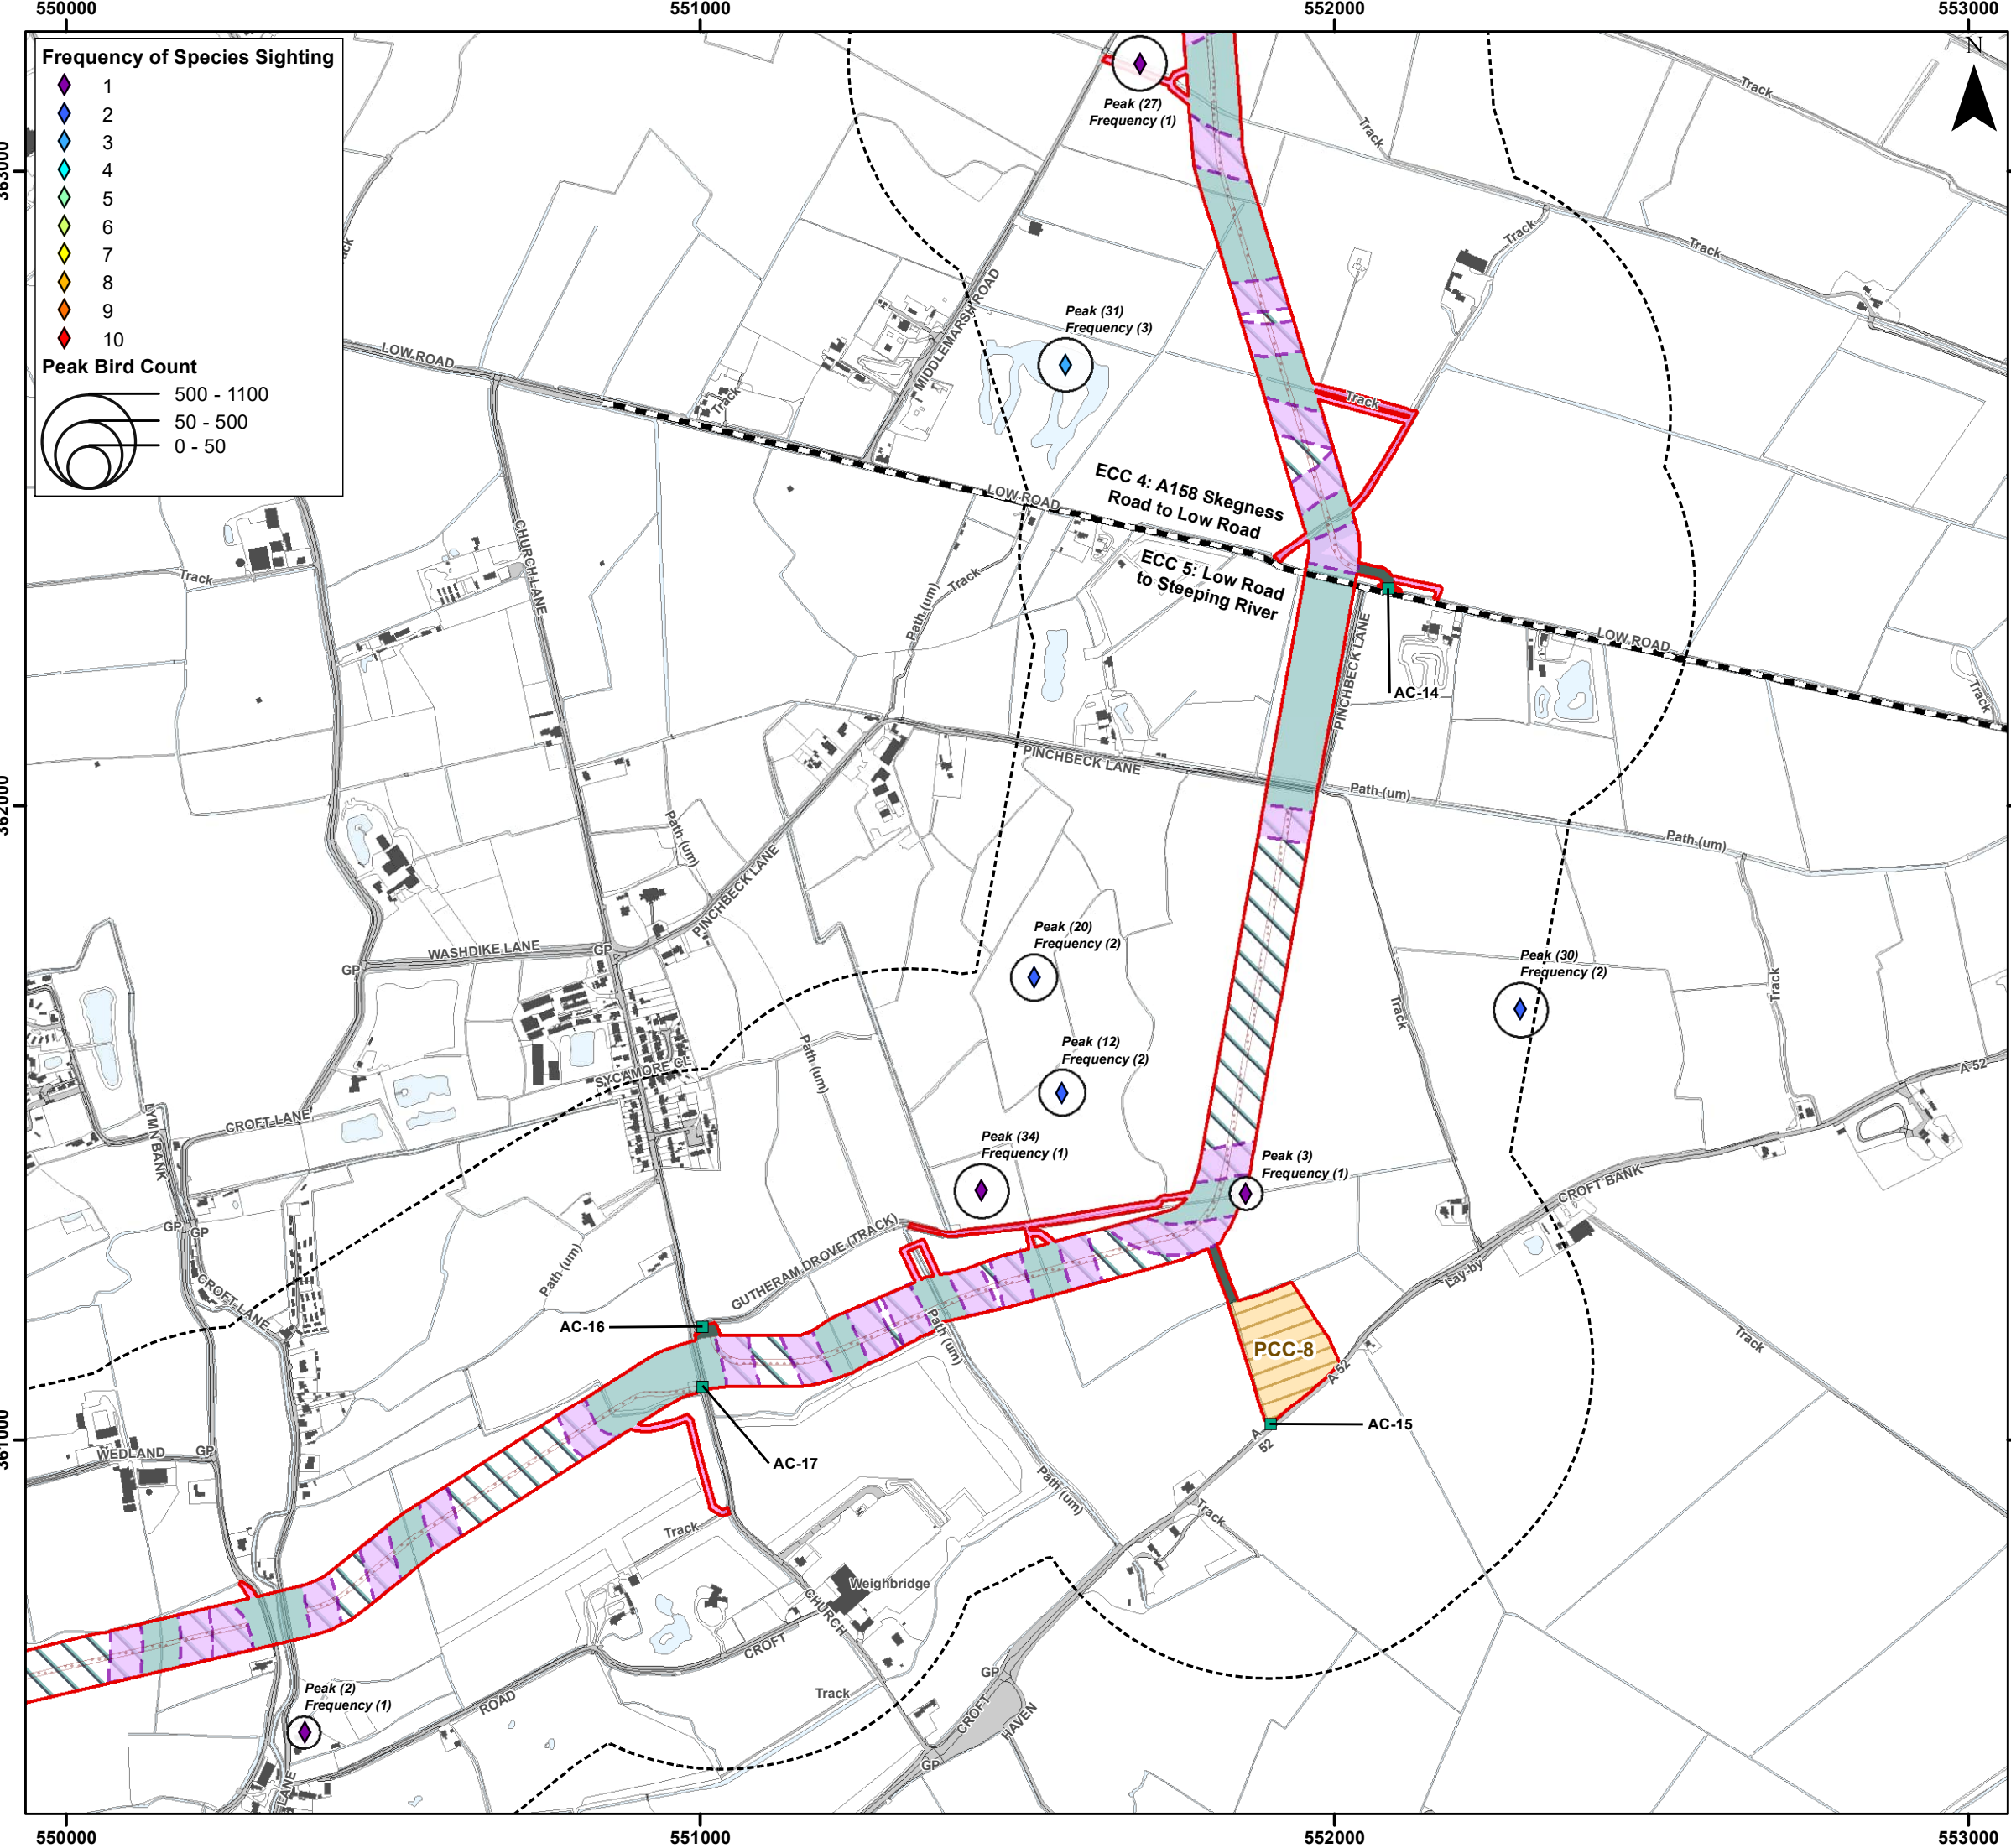 550000
551000
552000
553000
N
Frequency of Species Sighting
1
2
3
4
5
6
7
8
9
10
Peak Bird Count
500 - 1100
50 - 500
0 - 50
Peak (27)
Frequency (1)
Track
Track
Track
Track
363000
Peak (31)
Frequency (3)
MIDDLEMARSH ROAD
LOW ROAD
Track
Track
LOW ROAD
ECC 4: A158 Skegness
Road to Low Road
ECC 5: Low Road
to Steeping River
CHURCH LANE
Track
Track
Path (um)
LOW ROAD
PINCHBECK LANE
AC-14
Track
PINCHBECK LANE
Path (um)
362000
Path (um)
Path (um)
PINCHBECK LANE
WASHDIKE LANE
GP
GP
Peak (20)
Frequency (2)
Peak (30)
Frequency (2)
Track
Track
Path (um)
Peak (12)
Frequency (2)
SYCAMORE CL
A 52
CROFT LANE
LYMN BANK
Peak (34)
Frequency (1)
Peak (3)
Frequency (1)
CROFT BANK
GP
GP
GUTHERAM DROVE (TRACK)
Path (um)
CROFT LANE
Lay-by
AC-16
Path (um)
PCC-8
A 52
Track
AC-15
A
52
361000
WEDLAND
GP
AC-17
Path (um)
Track
Track
Weighbridge
CHURCH
CROFT
GP
Peak (2)
Frequency (1)
ROAD
Track
CROFT
HAVEN
GP
LANE
550000
551000
552000
553000